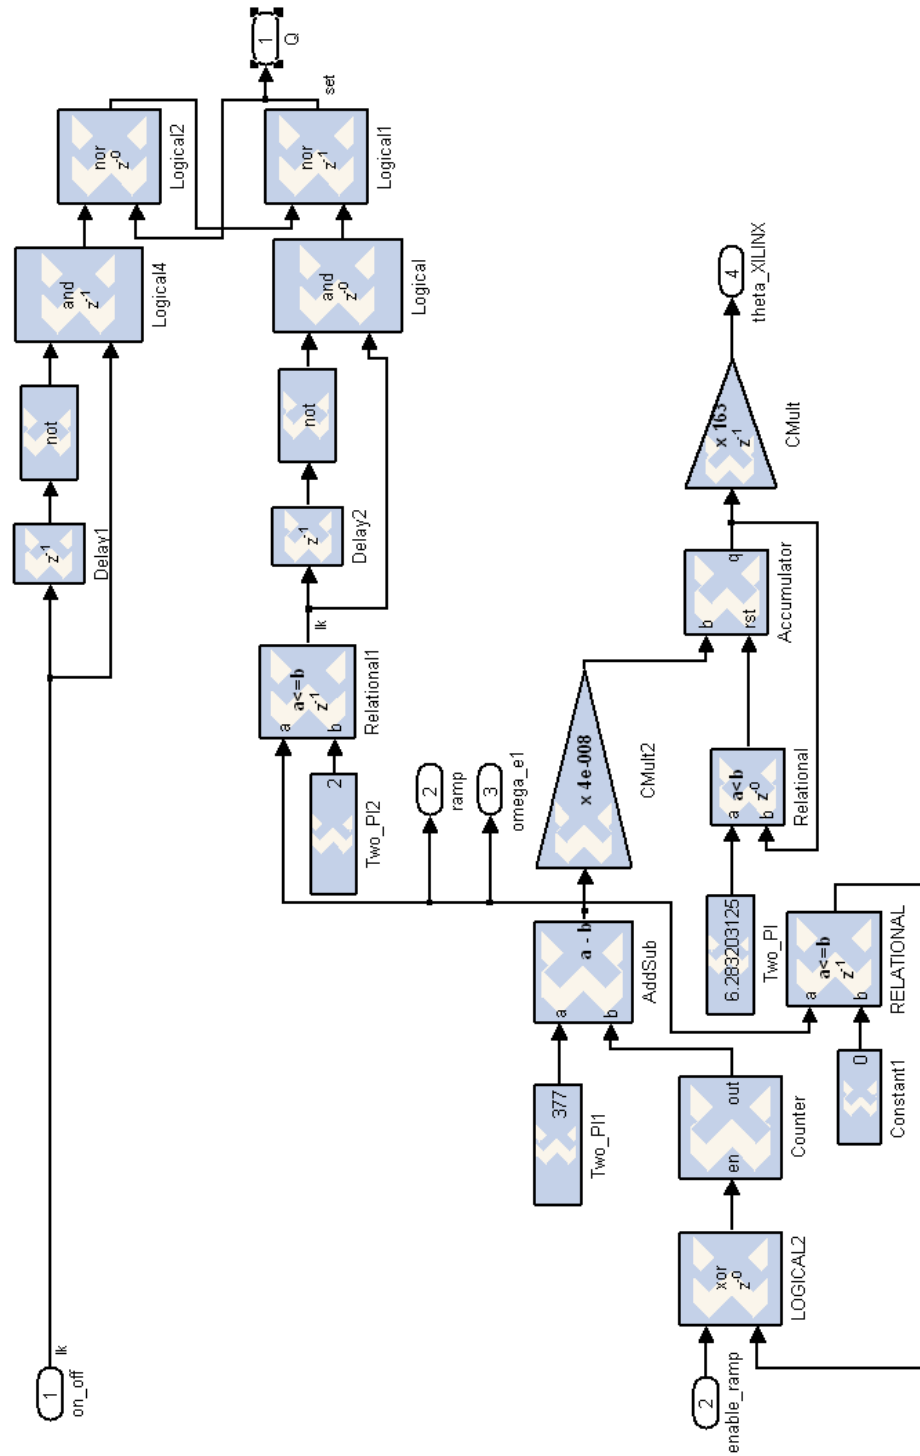 1
on_off
lk
z⁻¹
Delay1
not
and
z⁻¹
Logical4
nor
z⁻⁰
Logical2
1
Q
set
2
Two_PI2
a
b
a<=b
z⁻¹
Relational1
lk
z⁻¹
Delay2
not
and
z⁻⁰
Logical
nor
z⁻¹
Logical1
2
ramp
3
omega_e1
377
Two_PI1
a
b
a - b
AddSub
x 4e-008
CMult2
2
enable_ramp
xor
z⁻⁰
LOGICAL2
en
out
Counter
6.283203125
Two_PI
a
b
a<b
z⁻⁰
Relational
b
rst
q
Accumulator
x 163
z⁻¹
CMult
4
theta_XILINX
0
Constant1
a
b
a<=b
z⁻¹
RELATIONAL